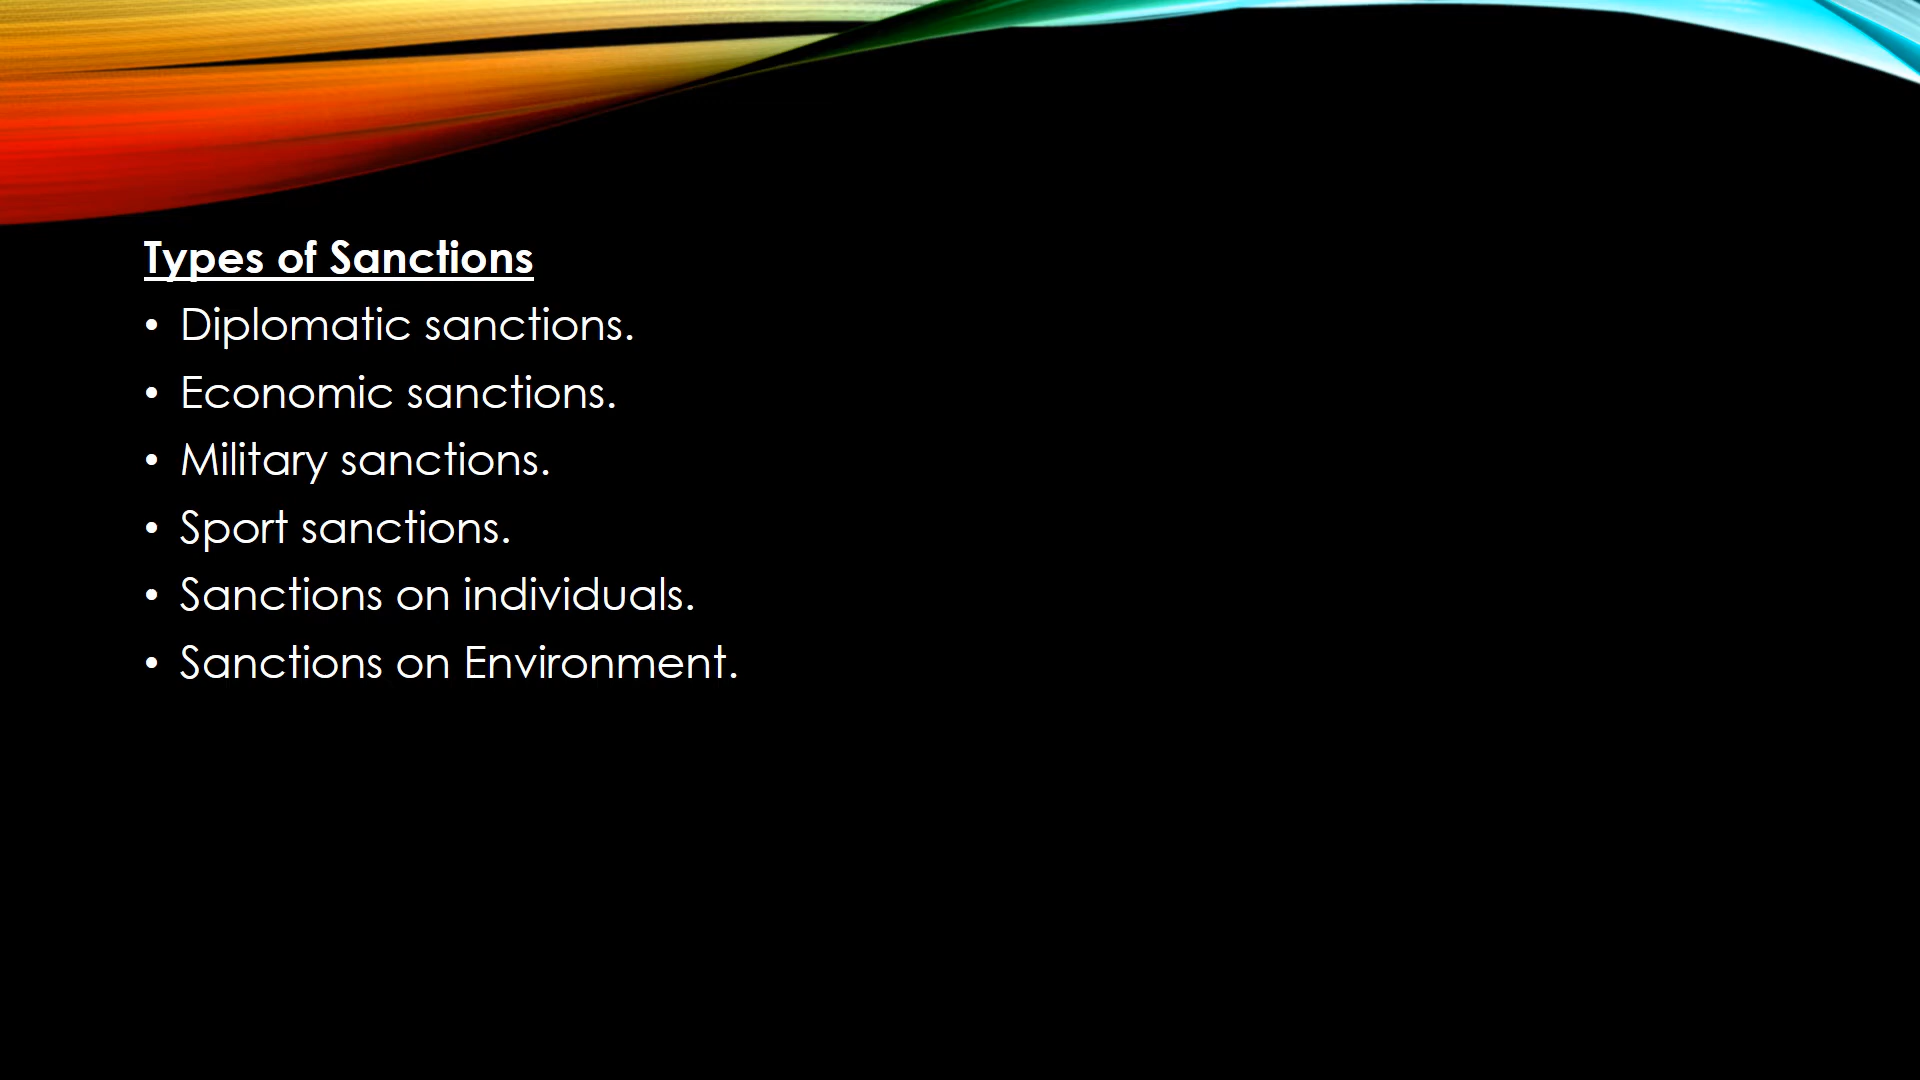 Types of Sanctions
• Diplomatic sanctions.
• Economic sanctions.
• Military sanctions.
• Sport sanctions.
• Sanctions on individuals.
• Sanctions on Environment.